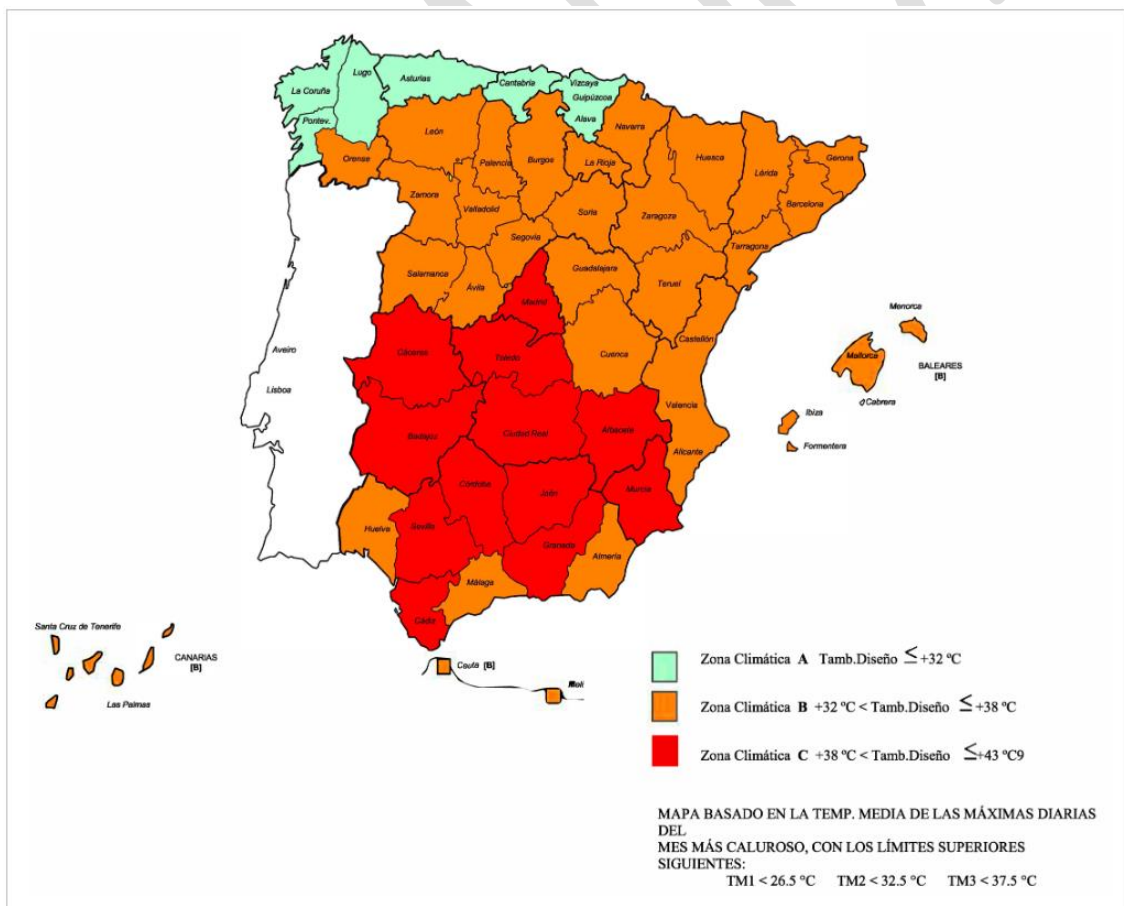 Lugo
Asturias
Cantabria
Vizcaya
La Coruña
Guipúzcoa
Pontev.
Alava
León
Navarra
Orense
Palencia
Burgos
La Rioja
Huesca
Gerona
Lérida
Zamora
Valladolid
Soria
Zaragoza
Barcelona
Segovia
Tarragona
Salamanca
Ávila
Guadalajara
Teruel
Madrid
Menorca
Castellón
Aveiro
Cáceres
Toledo
Cuenca
Mallorca
BALEARES
[B]
Lisboa
Cabrera
Valencia
Ibiza
Badajoz
Ciudad Real
Albacete
Formentera
Alicante
Córdoba
Jaén
Murcia
Huelva
Sevilla
Granada
Almería
Málaga
Cádiz
Santa Cruz de Tenerife
CANARIAS
[B]
Las Palmas
Ceuta [B]
Meli
Zona Climática A Tamb.Diseño ≤+32 ºC
Zona Climática B +32 ºC < Tamb.Diseño ≤+38 ºC
Zona Climática C +38 ºC < Tamb.Diseño ≤+43 ºC9
MAPA BASADO EN LA TEMP. MEDIA DE LAS MÁXIMAS DIARIAS
DEL
MES MÁS CALUROSO, CON LOS LÍMITES SUPERIORES
SIGUIENTES:
TM1 < 26.5 ºC TM2 < 32.5 ºC TM3 < 37.5 ºC